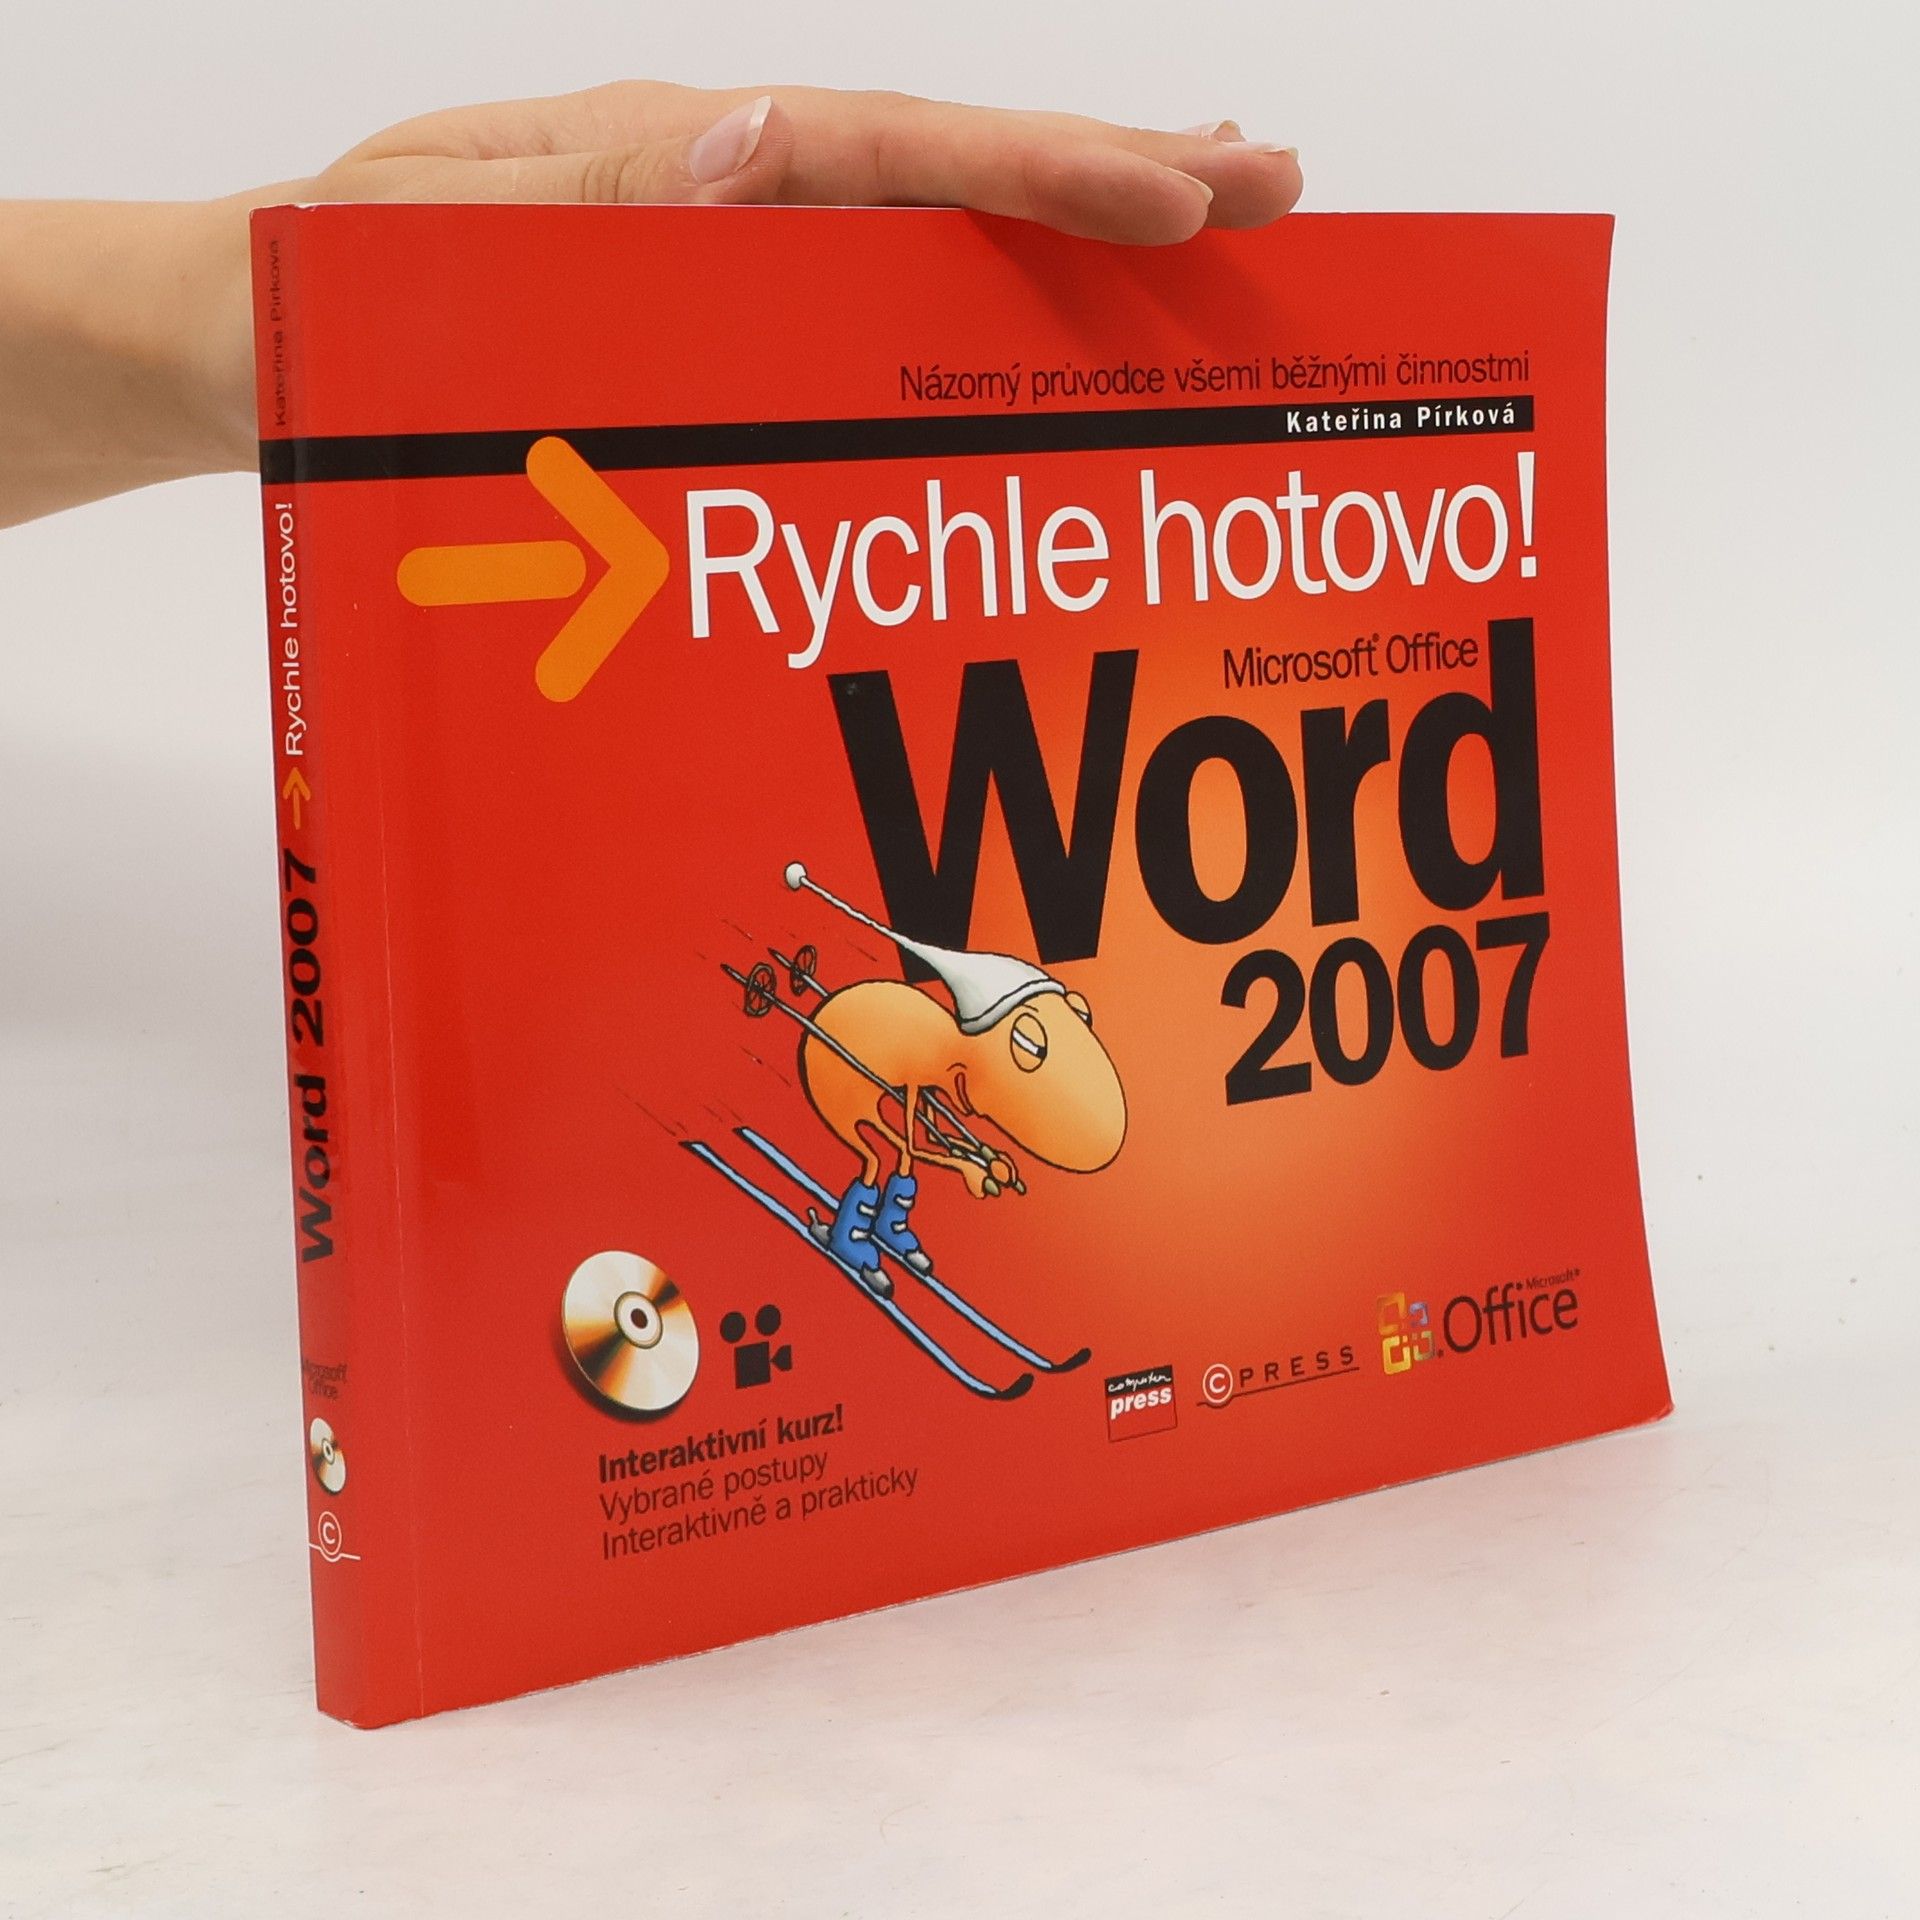 Názorný průvodce všemi běžnými činnostmi
Kateřina Pírková
Rychle hotovo!
Microsoft® Office
Word
2007
Interaktivní kurz!
Vybrané postupy
Interaktivně a prakticky
computer
press
C PRESS
Microsoft®
Office
Kateřina Pírková
Rychle hotovo!
Word 2007
Microsoft®
Office
C